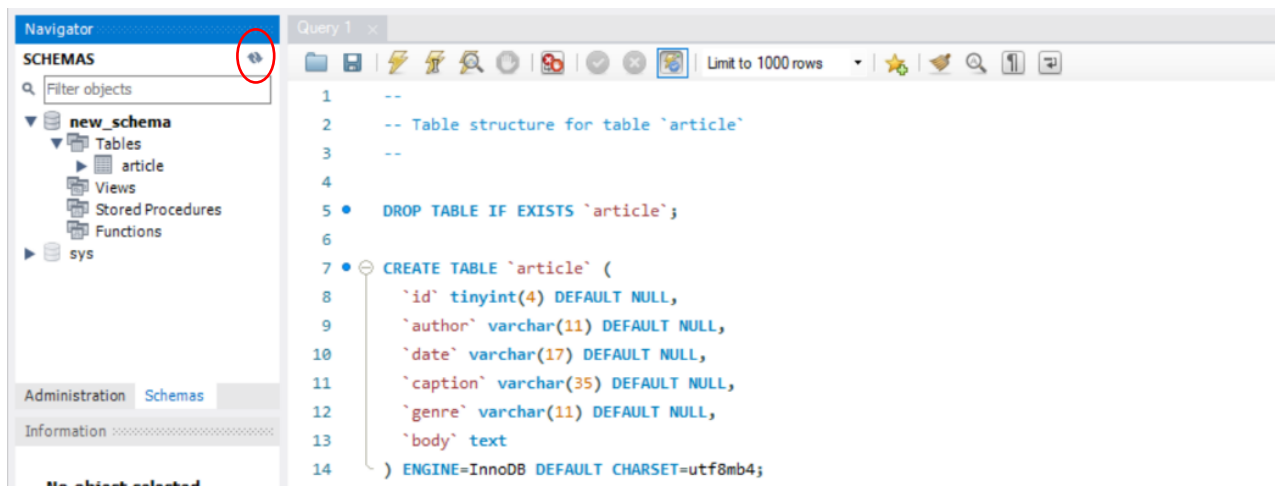 Navigator
Query 1 ×
SCHEMAS
Limit to 1000 rows
Filter objects
new_schema
Tables
article
Views
Stored Procedures
Functions
sys
Administration Schemas
Information
No object selected
1 --
2 -- Table structure for table `article`
3 --
4
5 DROP TABLE IF EXISTS `article`;
6
7 CREATE TABLE `article` (
8 `id` tinyint(4) DEFAULT NULL,
9 `author` varchar(11) DEFAULT NULL,
10 `date` varchar(17) DEFAULT NULL,
11 `caption` varchar(35) DEFAULT NULL,
12 `genre` varchar(11) DEFAULT NULL,
13 `body` text
14 ) ENGINE=InnoDB DEFAULT CHARSET=utf8mb4;